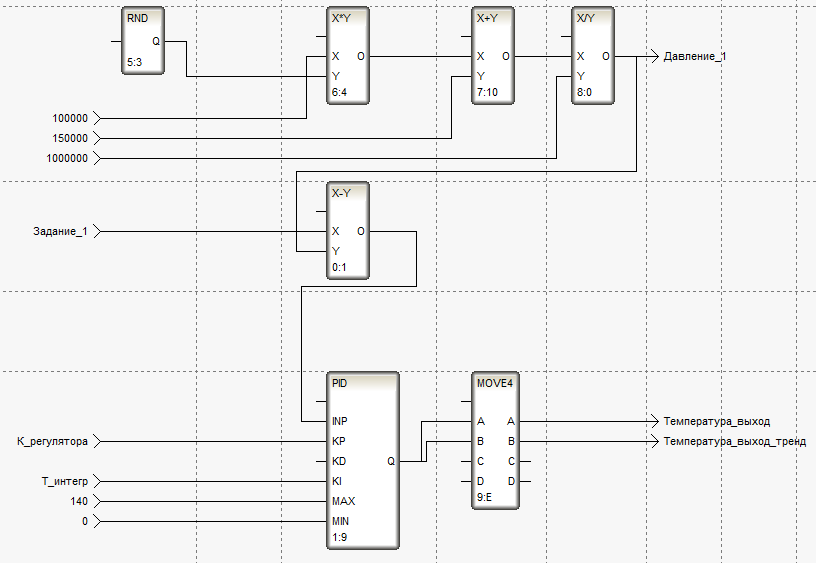 RND
Q
5:3
X*Y
X O
Y
6:4
X+Y
X O
Y
7:10
X/Y
X O
Y
8:0
Давление_1
100000
150000
1000000
X-Y
Задание_1
X O
Y
0:1
PID
INP
К_регулятора
KP
KD Q
Т_интегр
KI
140
MAX
0
MIN
1:9
MOVE4
A A
B B
C C
D D
9:E
Температура_выход
Температура_выход_тренд